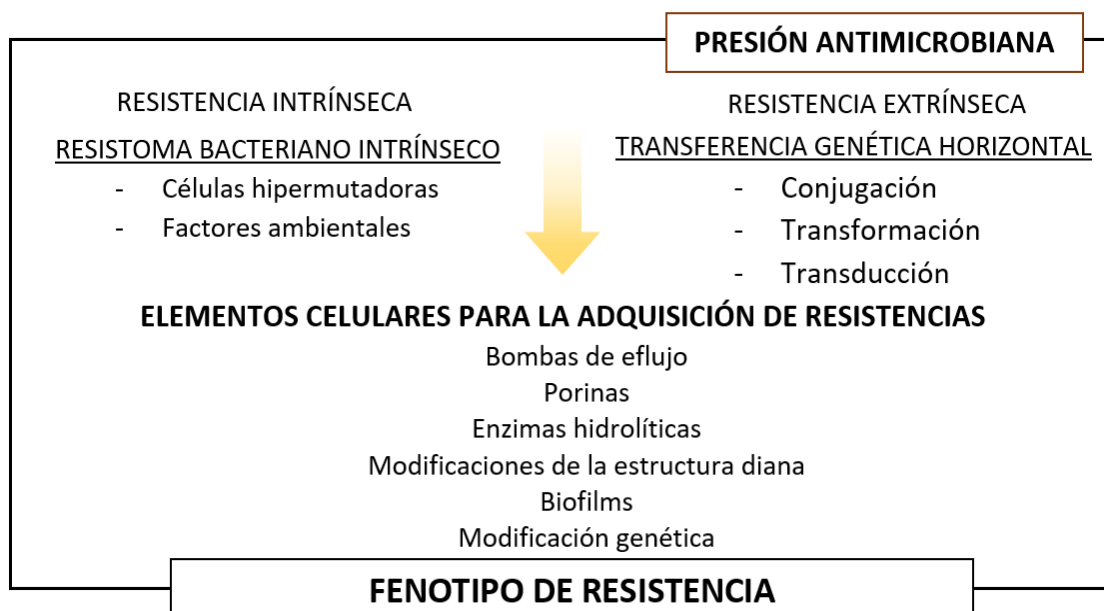 PRESIÓN ANTIMICROBIANA
RESISTENCIA INTRÍNSECA
RESISTOMA BACTERIANO INTRÍNSECO
- Células hipermutadoras
- Factores ambientales
RESISTENCIA EXTRÍNSECA
TRANSFERENCIA GENÉTICA HORIZONTAL
- Conjugación
- Transformación
- Transducción
ELEMENTOS CELULARES PARA LA ADQUISICIÓN DE RESISTENCIAS
Bombas de eflujo
Porinas
Enzimas hidrolíticas
Modificaciones de la estructura diana
Biofilms
Modificación genética
FENOTIPO DE RESISTENCIA